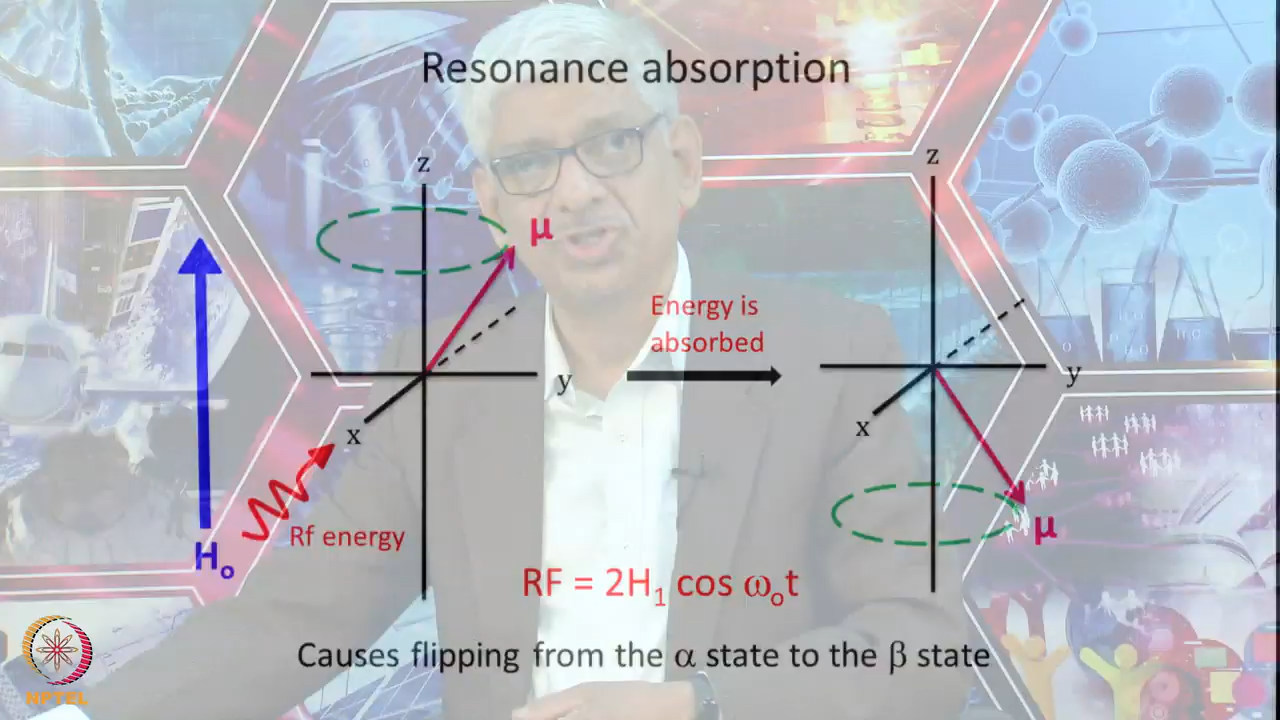 Resonance absorption
z
μ
y
x
H₀
Rf energy
Energy is
absorbed
z
y
x
μ
RF = 2H₁ cos ω₀t
Causes flipping from the α state to the β state
NPTEL